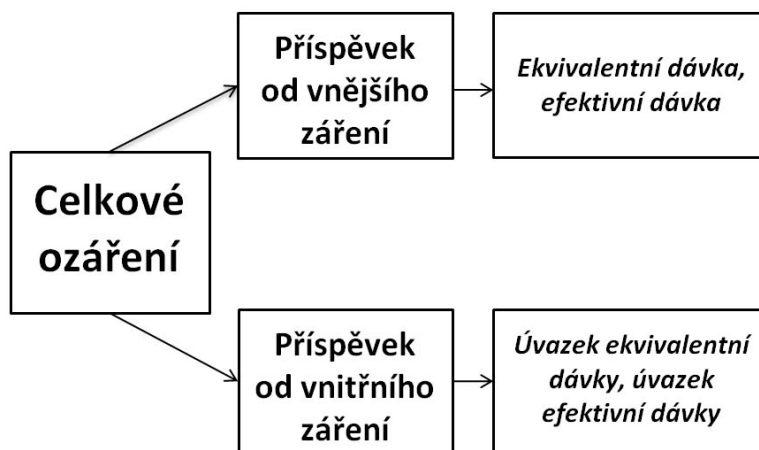 Celkové
ozáření
Příspěvek
od vnějšího
záření
Ekvivalentní dávka,
efektivní dávka
Příspěvek
od vnitřního
záření
Úvazek ekvivalentní
dávky, úvazek
efektivní dávky